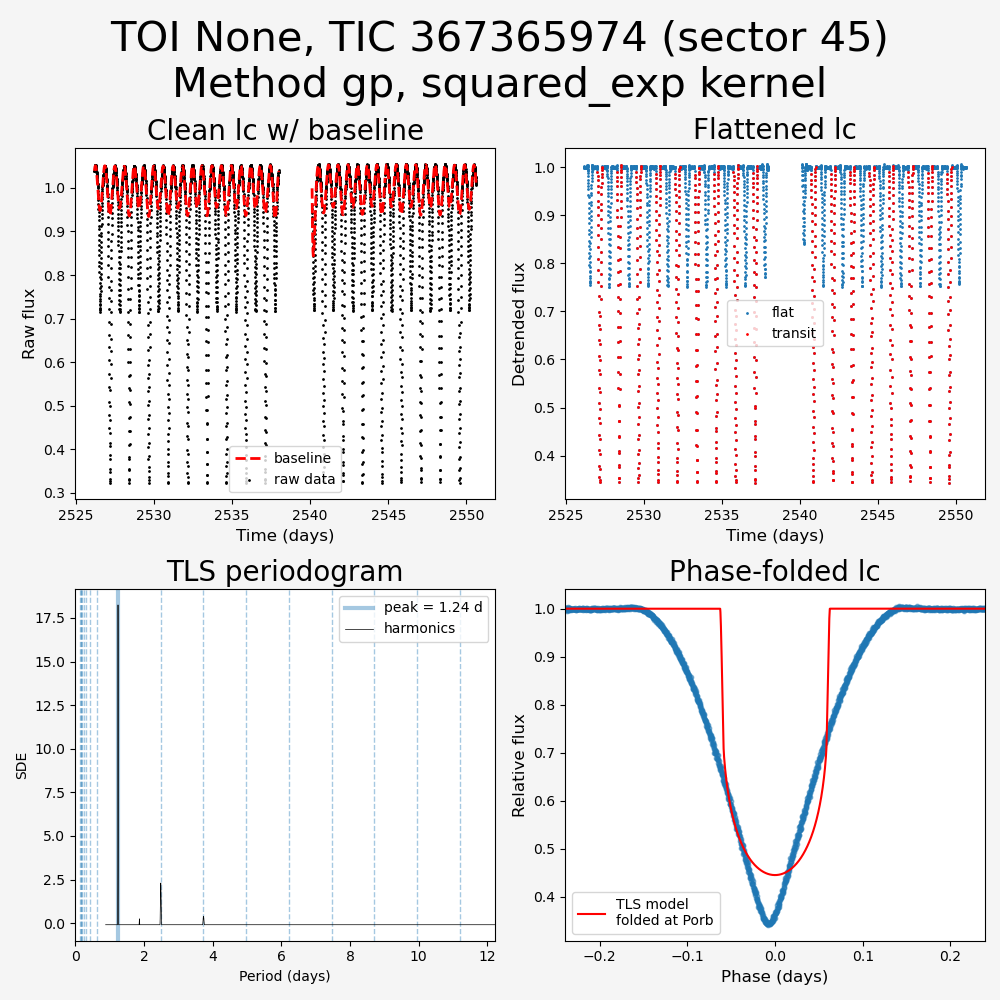 TOI None, TIC 367365974 (sector 45)
Method gp, squared_exp kernel
Clean lc w/ baseline
1.0
0.9
0.8
0.7
0.6
0.5
0.4
0.3
Raw flux
baseline
raw data
2525
2530
2535
2540
2545
2550
Time (days)
Flattened lc
1.0
0.9
0.8
0.7
0.6
0.5
0.4
Detrended flux
flat
transit
2525
2530
2535
2540
2545
2550
Time (days)
TLS periodogram
17.5
15.0
12.5
10.0
7.5
5.0
2.5
0.0
SDE
peak = 1.24 d
harmonics
0
2
4
6
8
10
12
Period (days)
Phase-folded lc
1.0
0.9
0.8
0.7
0.6
0.5
0.4
Relative flux
TLS model
folded at Porb
−0.2
−0.1
0.0
0.1
0.2
Phase (days)